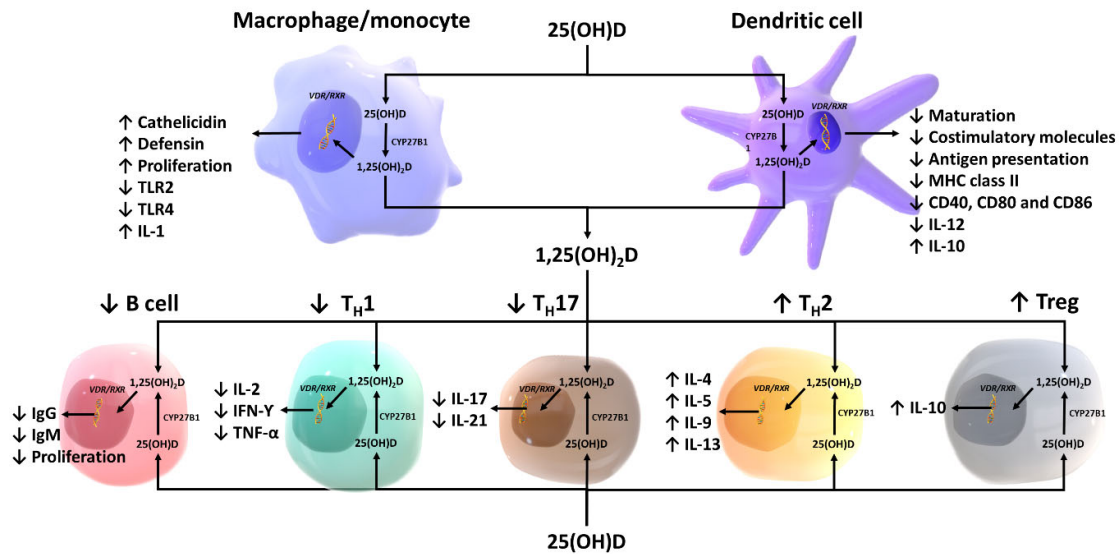 Macrophage/monocyte
25(OH)D
Dendritic cell
VDR/RXR
25(OH)D
CYP27B1
1,25(OH)₂D
↑ Cathelicidin
↑ Defensin
↑ Proliferation
↓ TLR2
↓ TLR4
↑ IL-1
25(OH)D
VDR/RXR
CYP27B
1
1,25(OH)₂D
↓ Maturation
↓ Costimulatory molecules
↓ Antigen presentation
↓ MHC class II
↓ CD40, CD80 and CD86
↓ IL-12
↑ IL-10
1,25(OH)₂D
↓ B cell
↓ TH1
↓ TH17
↑ TH2
↑ Treg
VDR/RXR
1,25(OH)₂D
CYP27B1
25(OH)D
↓ IgG
↓ IgM
↓ Proliferation
VDR/RXR
1,25(OH)₂D
CYP27B1
25(OH)D
↓ IL-2
↓ IFN-Y
↓ TNF-α
VDR/RXR
1,25(OH)₂D
CYP27B1
25(OH)D
↓ IL-17
↓ IL-21
VDR/RXR
1,25(OH)₂D
CYP27B1
25(OH)D
↑ IL-4
↑ IL-5
↑ IL-9
↑ IL-13
VDR/RXR
1,25(OH)₂D
CYP27B1
25(OH)D
↑ IL-10
25(OH)D